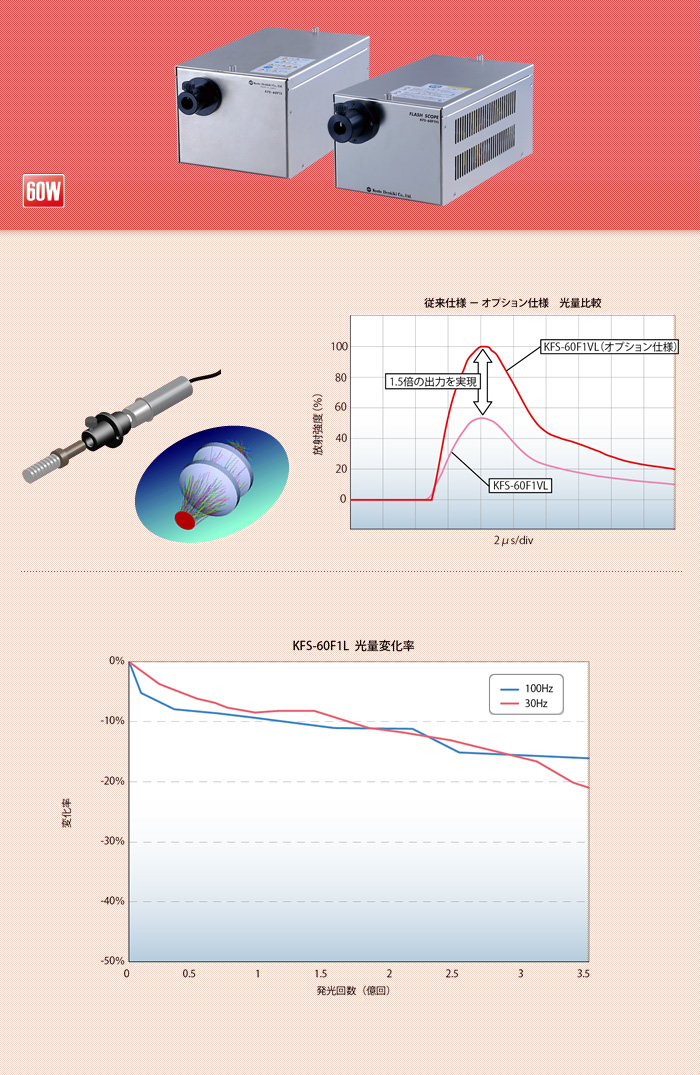 60W
FLASH SCOPE
従来仕様 − オプション仕様 光量比較
放射強度(%)
100
80
60
40
20
0
KFS-60F1VL(オプション仕様)
1.5倍の出力を実現
KFS-60F1VL
2μs/div
KFS-60F1L 光量変化率
変化率
0%
-10%
-20%
-30%
-40%
-50%
100Hz
30Hz
0 0.5 1 1.5 2 2.5 3 3.5
発光回数(億回)